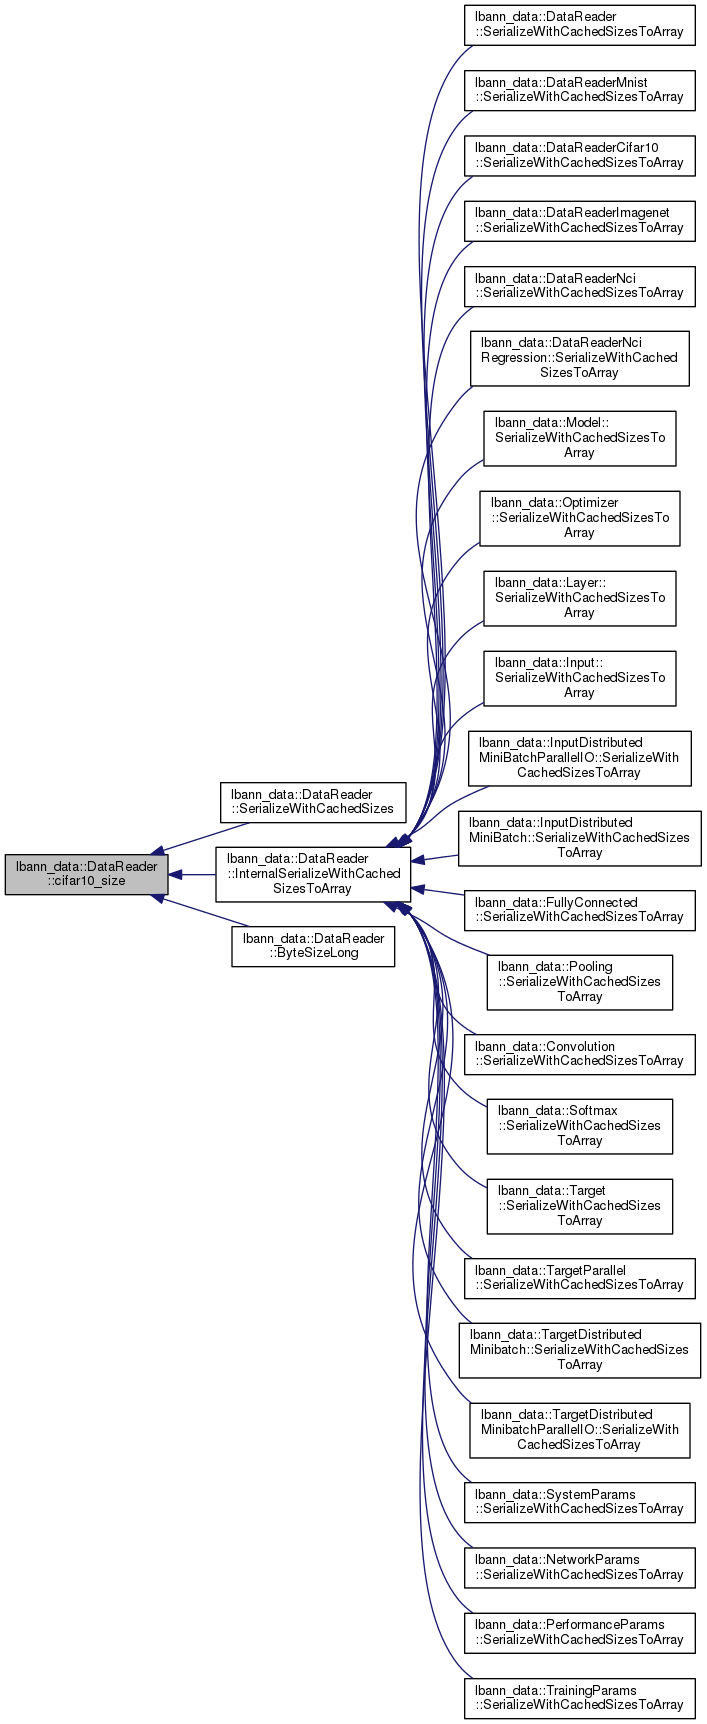 lbann_data::DataReader
::cifar10_size
lbann_data::DataReader
::SerializeWithCachedSizes
lbann_data::DataReader
::InternalSerializeWithCached
SizesToArray
lbann_data::DataReader
::ByteSizeLong
lbann_data::DataReader
::SerializeWithCachedSizesToArray
lbann_data::DataReaderMnist
::SerializeWithCachedSizesToArray
lbann_data::DataReaderCifar10
::SerializeWithCachedSizesToArray
lbann_data::DataReaderImagenet
::SerializeWithCachedSizesToArray
lbann_data::DataReaderNci
::SerializeWithCachedSizesToArray
lbann_data::DataReaderNci
Regression::SerializeWithCached
SizesToArray
lbann_data::Model::
SerializeWithCachedSizesTo
Array
lbann_data::Optimizer
::SerializeWithCachedSizesTo
Array
lbann_data::Layer::
SerializeWithCachedSizesTo
Array
lbann_data::Input::
SerializeWithCachedSizesTo
Array
lbann_data::InputDistributed
MiniBatchParallelIO::SerializeWith
CachedSizesToArray
lbann_data::InputDistributed
MiniBatch::SerializeWithCachedSizes
ToArray
lbann_data::FullyConnected
::SerializeWithCachedSizesToArray
lbann_data::Pooling
::SerializeWithCachedSizes
ToArray
lbann_data::Convolution
::SerializeWithCachedSizesToArray
lbann_data::Softmax
::SerializeWithCachedSizes
ToArray
lbann_data::Target
::SerializeWithCachedSizes
ToArray
lbann_data::TargetParallel
::SerializeWithCachedSizesToArray
lbann_data::TargetDistributed
Minibatch::SerializeWithCachedSizes
ToArray
lbann_data::TargetDistributed
MinibatchParallelIO::SerializeWith
CachedSizesToArray
lbann_data::SystemParams
::SerializeWithCachedSizesToArray
lbann_data::NetworkParams
::SerializeWithCachedSizesToArray
lbann_data::PerformanceParams
::SerializeWithCachedSizesToArray
lbann_data::TrainingParams
::SerializeWithCachedSizesToArray